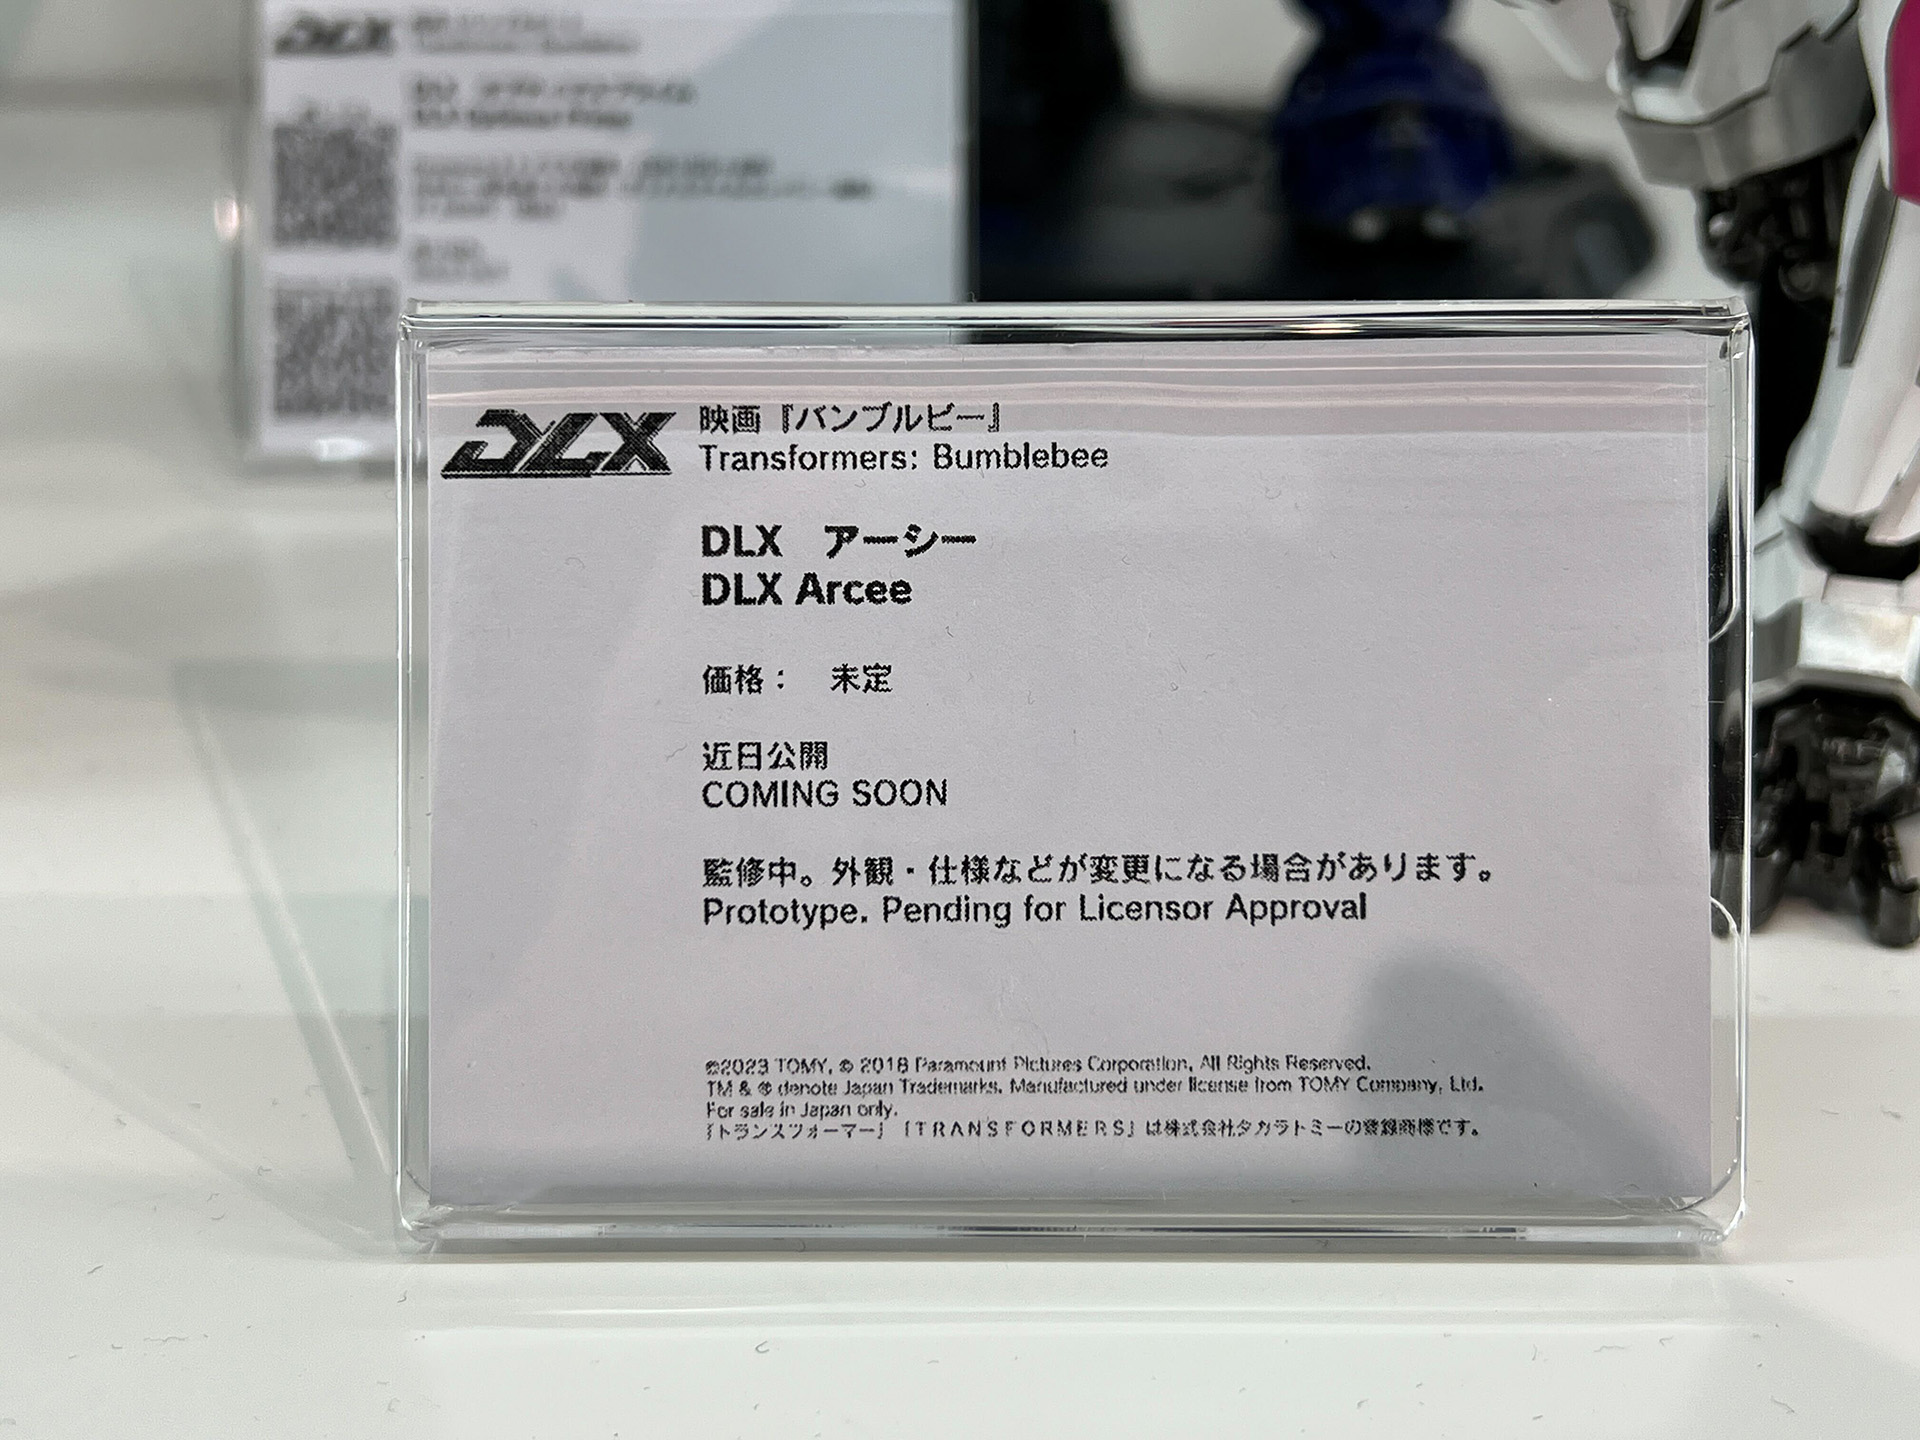 DLX
映画『バンブルビー』
Transformers: Bumblebee
DLX　アーシー
DLX Arcee
価格：　未定
近日公開
COMING SOON
監修中。外観・仕様などが変更になる場合があります。
Prototype. Pending for Licensor Approval
©2023 TOMY. © 2018 Paramount Pictures Corporation. All Rights Reserved.
TM & ® denote Japan Trademarks. Manufactured under license from TOMY Company, Ltd.
For sale in Japan only.
「トランスフォーマー」「TRANSFORMERS」は株式会社タカラトミーの登録商標です。